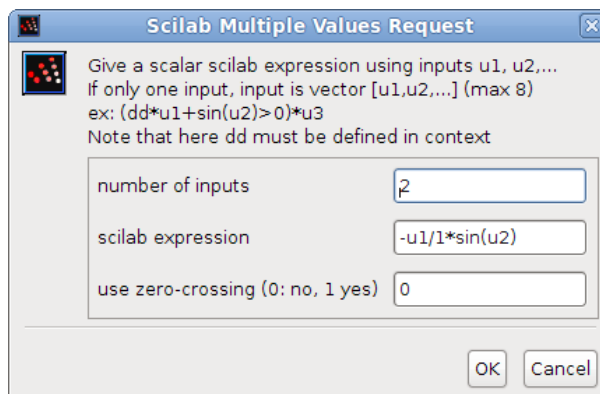 Scilab Multiple Values Request
Give a scalar scilab expression using inputs u1, u2,...
If only one input, input is vector [u1,u2,...] (max 8)
ex: (dd*u1+sin(u2)>0)*u3
Note that here dd must be defined in context
number of inputs 2
scilab expression -u1/1*sin(u2)
use zero-crossing (0: no, 1 yes) 0
OK Cancel